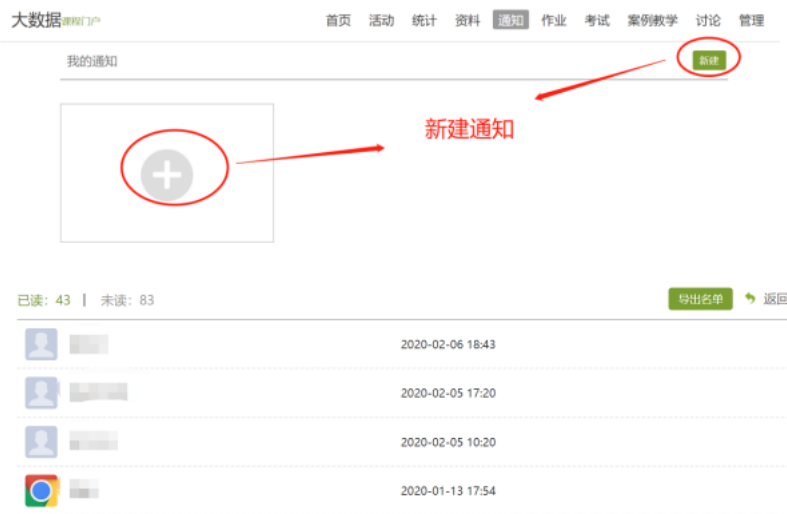 大数据课程门户 首页 活动 统计 资料 通知 作业 考试 案例教学 讨论 管理
我的通知 新建
新建通知
已读：43 | 未读：83 导出名单 返回
2020-02-06 18:43
2020-02-05 17:20
2020-02-05 10:20
2020-01-13 17:54